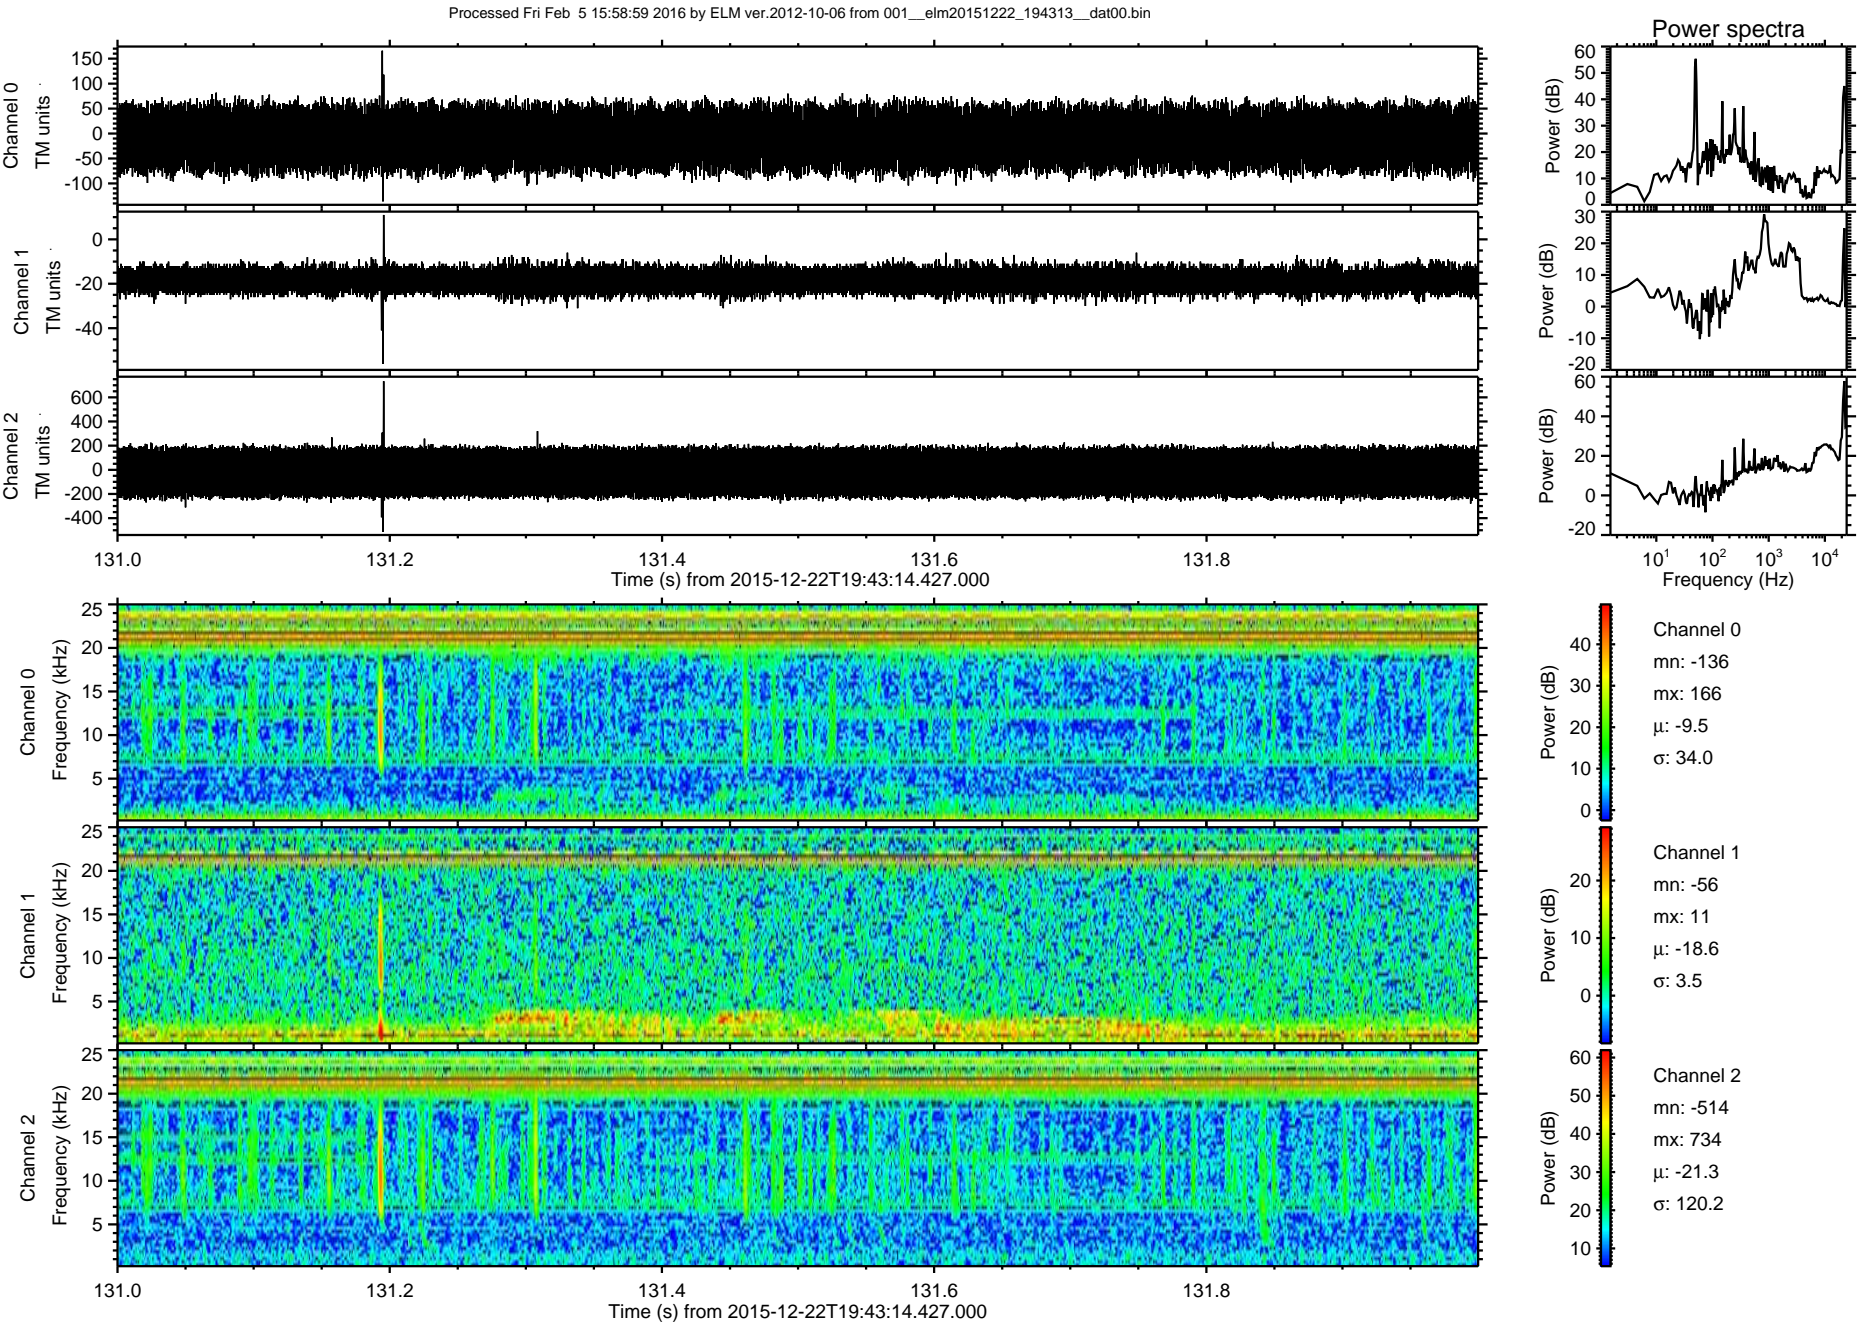 Processed Fri Feb 5 15:58:59 2016 by ELM ver.2012-10-06 from 001__elm20151222_194313__dat00.bin
Power spectra
Channel 0
TM units
150
100
50
0
-50
-100
Power (dB)
60
50
40
30
20
10
0
Channel 1
TM units
0
-20
-40
Power (dB)
30
20
10
0
-10
-20
Channel 2
TM units
600
400
200
0
-200
-400
Power (dB)
60
40
20
0
-20
131.0 131.2 131.4 131.6 131.8
Time (s) from 2015-12-22T19:43:14.427.000
10^1 10^2 10^3 10^4
Frequency (Hz)
Channel 0
Frequency (kHz)
25
20
15
10
5
Power (dB)
40
30
20
10
0
Channel 0
mn: -136
mx: 166
μ: -9.5
σ: 34.0
Channel 1
Frequency (kHz)
25
20
15
10
5
Power (dB)
20
10
0
Channel 1
mn: -56
mx: 11
μ: -18.6
σ: 3.5
Channel 2
Frequency (kHz)
25
20
15
10
5
Power (dB)
60
50
40
30
20
10
Channel 2
mn: -514
mx: 734
μ: -21.3
σ: 120.2
131.0 131.2 131.4 131.6 131.8
Time (s) from 2015-12-22T19:43:14.427.000